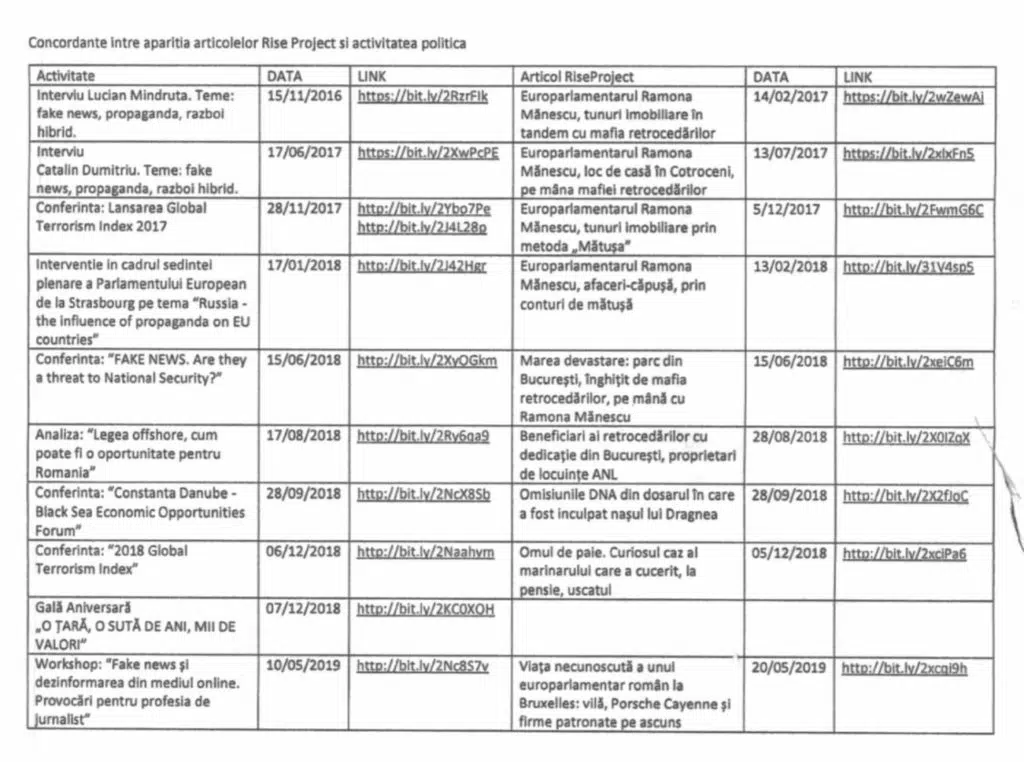 Concordante intre aparitia articolelor Rise Project si activitatea politica
Activitate
DATA
LINK
Articol RiseProject
DATA
LINK
Interviu Lucian Mindruta. Teme:
fake news, propaganda, razboi
hibrid.
15/11/2016
https://bit.ly/2RzrFIk
Europarlamentarul Ramona
Mănescu, tunuri imobiliare în
tandem cu mafia retrocedărilor
14/02/2017
https://bit.ly/2wZewAi
Interviu
Catalin Dumitriu. Teme: fake
news, propaganda, razboi hibrid.
17/06/2017
https://bit.ly/2XwPcPE
Europarlamentarul Ramona
Mănescu, loc de casă în Cotroceni,
pe mâna mafiei retrocedărilor
13/07/2017
https://bit.ly/2xlxFn5
Conferinta: Lansarea Global
Terrorism Index 2017
28/11/2017
http://bit.ly/2Ybo7Pe
http://bit.ly/2J4L28p
Europarlamentarul Ramona
Mănescu, tunuri imobiliare prin
metoda „Mătușa”
5/12/2017
http://bit.ly/2FwmG6C
Interventie in cadrul sedintei
plenare a Parlamentului European
de la Strasbourg pe tema “Russia -
the influence of propaganda on EU
countries”
17/01/2018
http://bit.ly/2J42Hgr
Europarlamentarul Ramona
Mănescu, afaceri-căpușă, prin
conturi de mătușă
13/02/2018
http://bit.ly/31V4sp5
Conferinta: “FAKE NEWS. Are they
a threat to National Security?”
15/06/2018
http://bit.ly/2XyOGkm
Marea devastare: parc din
București, înghițit de mafia
retrocedărilor, pe mână cu
Ramona Mănescu
15/06/2018
http://bit.ly/2xeiC6m
Analiza: “Legea offshore, cum
poate fi o oportunitate pentru
Romania”
17/08/2018
http://bit.ly/2Ry6qa9
Beneficiari ai retrocedărilor cu
dedicație din București, proprietari
de locuințe ANL
28/08/2018
http://bit.ly/2X0IZqX
Conferinta: “Constanta Danube -
Black Sea Economic Opportunities
Forum”
28/09/2018
http://bit.ly/2NcX8Sb
Omisiunile DNA din dosarul în care
a fost inculpat nașul lui Dragnea
28/09/2018
http://bit.ly/2X2fJoC
Conferinta: “2018 Global
Terrorism Index”
06/12/2018
http://bit.ly/2Naahvm
Omul de paie. Curiosul caz al
marinarului care a cucerit, la
pensie, uscatul
05/12/2018
http://bit.ly/2xciPa6
Gală Aniversară
„O ȚARĂ, O SUTĂ DE ANI, MII DE
VALORI”
07/12/2018
http://bit.ly/2KC0XOH
Workshop: “Fake news și
dezinformarea din mediul online.
Provocări pentru profesia de
jurnalist”
10/05/2019
http://bit.ly/2Nc8S7v
Viața necunoscută a unui
europarlamentar român la
Bruxelles: vilă, Porsche Cayenne și
firme patronate pe ascuns
20/05/2019
http://bit.ly/2xcqi9h